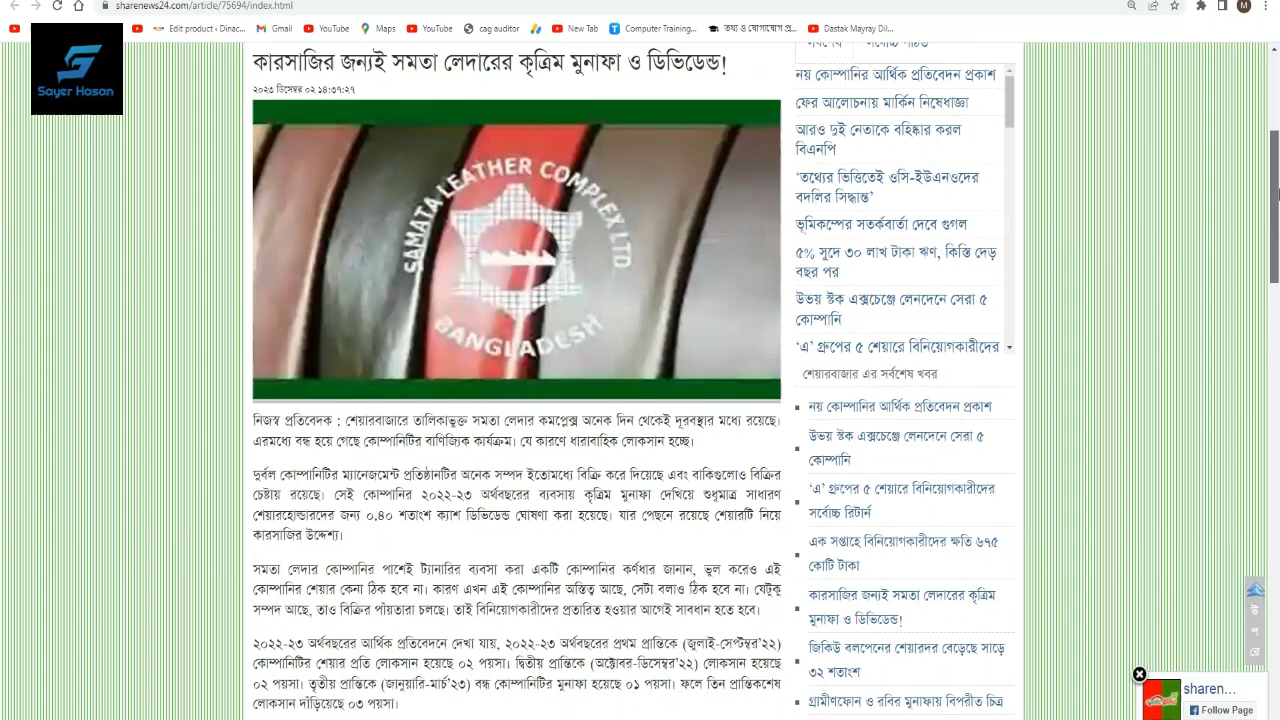 sharenews24.com/article/75694/index.html
Edit product ‹ Dinac...
Gmail
YouTube
Maps
YouTube
cag auditor
New Tab
Computer Training...
তথ্য ও যোগাযোগ প্র...
Dastak Mayray Dil...
M
Sayer Hasan
কারসাজির জন্যই সমতা লেদারের কৃত্রিম মুনাফা ও ডিভিডেন্ড!
২০২৩ ডিসেম্বর ০২ ১৪:৩৭:২৭
SAMATA LEATHER COMPLEX LTD
BANGLADESH
নিজস্ব প্রতিবেদক : শেয়ারবাজারে তালিকাভুক্ত সমতা লেদার কমপ্লেক্স অনেক দিন থেকেই দূরবস্থার মধ্যে রয়েছে।
এরমধ্যে বন্ধ হয়ে গেছে কোম্পানিটির বাণিজ্যিক কার্যক্রম। যে কারণে ধারাবাহিক লোকসান হচ্ছে।
দুর্বল কোম্পানিটির ম্যানেজমেন্ট প্রতিষ্ঠানটির অনেক সম্পদ ইতোমধ্যে বিক্রি করে দিয়েছে এবং বাকিগুলোও বিক্রির
চেষ্টায় রয়েছে। সেই কোম্পানির ২০২২-২৩ অর্থবছরের ব্যবসায় কৃত্রিম মুনাফা দেখিয়ে শুধুমাত্র সাধারণ
শেয়ারহোল্ডারদের জন্য ০.৪০ শতাংশ ক্যাশ ডিভিডেন্ড ঘোষণা করা হয়েছে। যার পেছনে রয়েছে শেয়ারটি নিয়ে
কারসাজির উদ্দেশ্য।
সমতা লেদার কোম্পানির পাশেই ট্যানারির ব্যবসা করা একটি কোম্পানির কর্ণধার জানান, ভুল করেও এই
কোম্পানির শেয়ার কেনা ঠিক হবে না। কারণ এখন এই কোম্পানির অস্তিত্ব আছে, সেটা বলাও ঠিক হবে না। যেটুকু
সম্পদ আছে, তাও বিক্রির পাঁয়তারা চলছে। তাই বিনিয়োগকারীদের প্রতারিত হওয়ার আগেই সাবধান হতে হবে।
২০২২-২৩ অর্থবছরের আর্থিক প্রতিবেদনে দেখা যায়, ২০২২-২৩ অর্থবছরের প্রথম প্রান্তিকে (জুলাই-সেপ্টম্বর’২২)
কোম্পানিটির শেয়ার প্রতি লোকসান হয়েছে ০২ পয়সা। দ্বিতীয় প্রান্তিকে (অক্টোবর-ডিসেম্বর’২২) লোকসান হয়েছে
০২ পয়সা। তৃতীয় প্রান্তিকে (জানুয়ারি-মার্চ’২৩) বন্ধ কোম্পানিটির মুনাফা হয়েছে ০১ পয়সা। ফলে তিন প্রান্তিকশেষ
লোকসান দাঁড়িয়েছে ০৩ পয়সা।
সর্বশেষ সর্বোচ্চ পঠিত
নয় কোম্পানির আর্থিক প্রতিবেদন প্রকাশ
ফের আলোচনায় মার্কিন নিষেধাজ্ঞা
আরও দুই নেতাকে বহিষ্কার করল
বিএনপি
‘তথ্যের ভিত্তিতেই ওসি-ইউএনওদের
বদলির সিদ্ধান্ত’
ভূমিকম্পের সতর্কবার্তা দেবে গুগল
৫% সুদে ৩০ লাখ টাকা ঋণ, কিস্তি দেড়
বছর পর
উভয় স্টক এক্সচেঞ্জে লেনদেনে সেরা ৫
কোম্পানি
‘এ’ গ্রুপের ৫ শেয়ারে বিনিয়োগকারীদের
শেয়ারবাজার এর সর্বশেষ খবর
নয় কোম্পানির আর্থিক প্রতিবেদন প্রকাশ
উভয় স্টক এক্সচেঞ্জে লেনদেনে সেরা ৫
কোম্পানি
‘এ’ গ্রুপের ৫ শেয়ারে বিনিয়োগকারীদের
সর্বোচ্চ রিটার্ন
এক সপ্তাহে বিনিয়োগকারীদের ক্ষতি ৬৭৫
কোটি টাকা
কারসাজির জন্যই সমতা লেদারের কৃত্রিম
মুনাফা ও ডিভিডেন্ড!
জিকিউ বলপেনের শেয়ারদর বেড়েছে সাড়ে
৩২ শতাংশ
গ্রামীণফোন ও রবির মুনাফায় বিপরীত চিত্র
উ
প
রে
sharen...
Follow Page